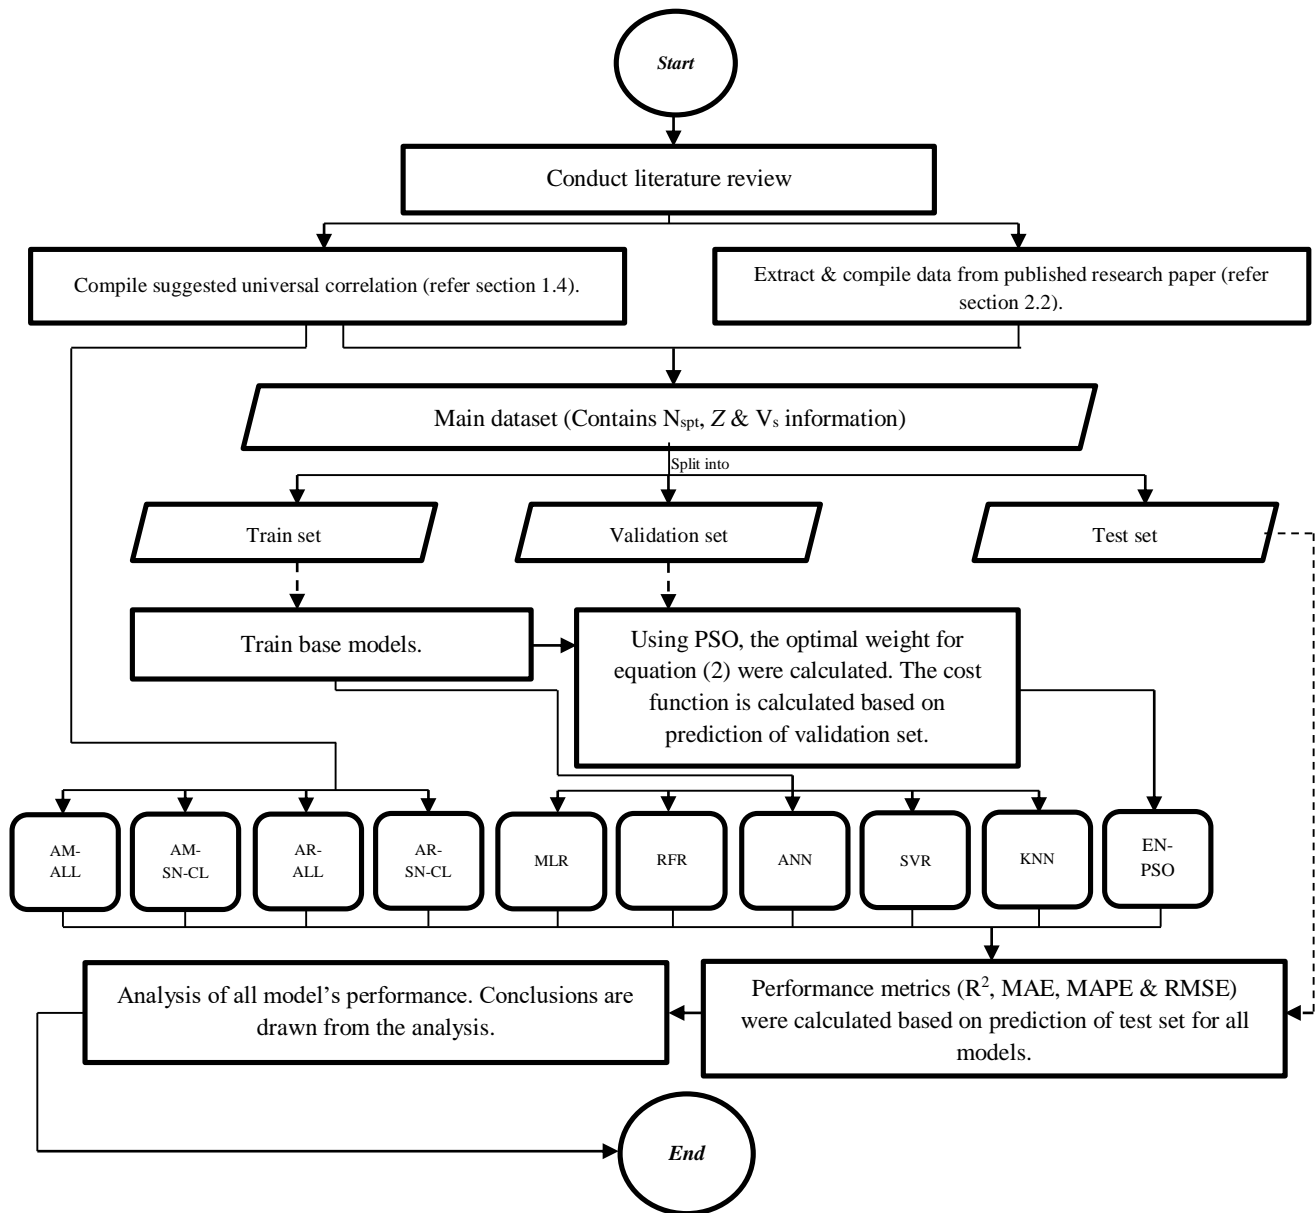 Start
Conduct literature review
Compile suggested universal correlation (refer section 1.4).
Extract & compile data from published research paper (refer
section 2.2).
Main dataset (Contains Nspt, Z & Vs information)
Split into
Train set
Validation set
Test set
Train base models.
Using PSO, the optimal weight for
equation (2) were calculated. The cost
function is calculated based on
prediction of validation set.
AM-
ALL
AM-
SN-CL
AR-
ALL
AR-
SN-CL
MLR
RFR
ANN
SVR
KNN
EN-
PSO
Analysis of all model’s performance. Conclusions are
drawn from the analysis.
Performance metrics (R², MAE, MAPE & RMSE)
were calculated based on prediction of test set for all
models.
End